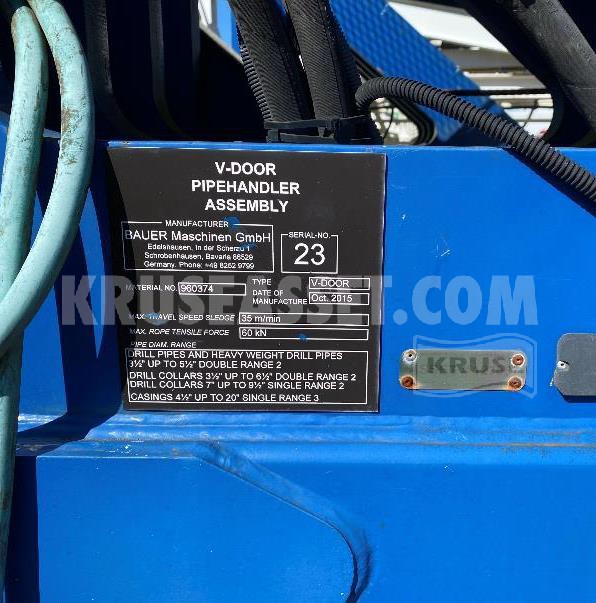 V-DOOR
PIPEHANDLER
ASSEMBLY
MANUFACTURER
BAUER Maschinen GmbH
Edelshausen, In der Scherzu 1
Schrobenhausen, Bavaria 86529
Germany, Phone: +49 8252 9799
SERIAL-NO.
23
MATERIAL NO. 960374
TYPE V-DOOR
DATE OF MANUFACTURE Oct. 2015
MAX. TRAVEL SPEED SLEDGE 35 m/min
MAX. ROPE TENSILE FORCE 60 kN
PIPE DIAM. RANGE
DRILL PIPES AND HEAVY WEIGHT DRILL PIPES
3½" UP TO 5½" DOUBLE RANGE 2
DRILL COLLARS 3½" UP TO 6½" DOUBLE RANGE 2
DRILL COLLARS 7" UP TO 9½" SINGLE RANGE 2
CASINGS 4½" UP TO 20" SINGLE RANGE 3
KRUSEASSET.COM
KRUSE